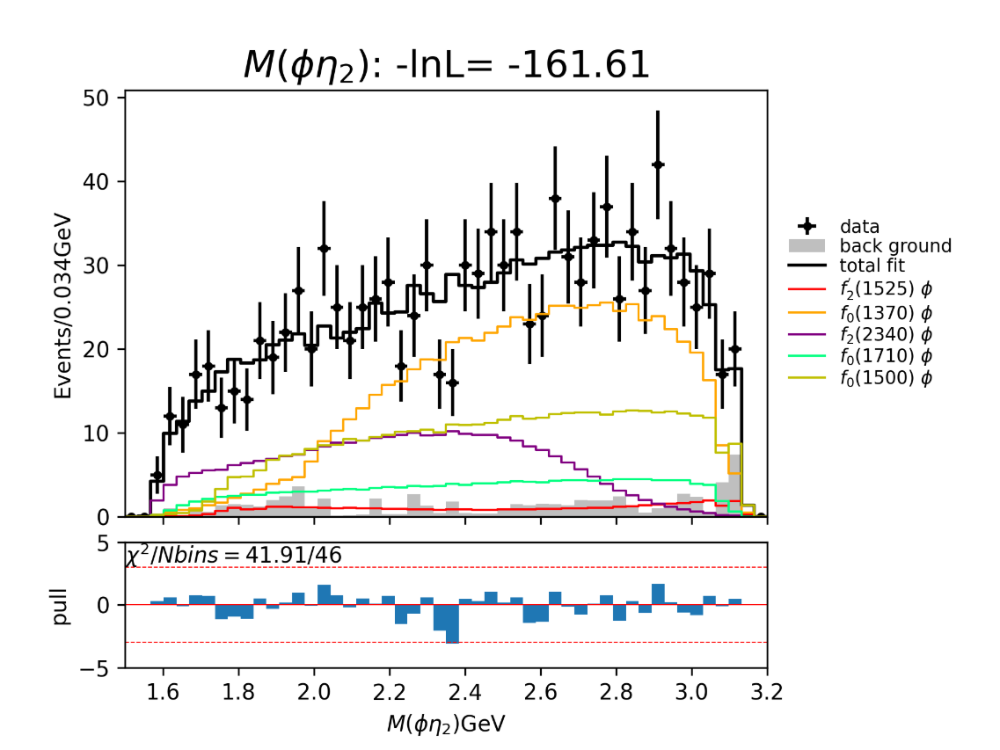 M(ϕη₂): -lnL= -161.61
50
40
30
20
10
0
Events/0.034GeV
data
back ground
total fit
f₂′(1525) ϕ
f₀(1370) ϕ
f₂(2340) ϕ
f₀(1710) ϕ
f₀(1500) ϕ
χ²/Nbins = 41.91/46
5
0
−5
pull
1.6 1.8 2.0 2.2 2.4 2.6 2.8 3.0 3.2
M(ϕη₂)GeV